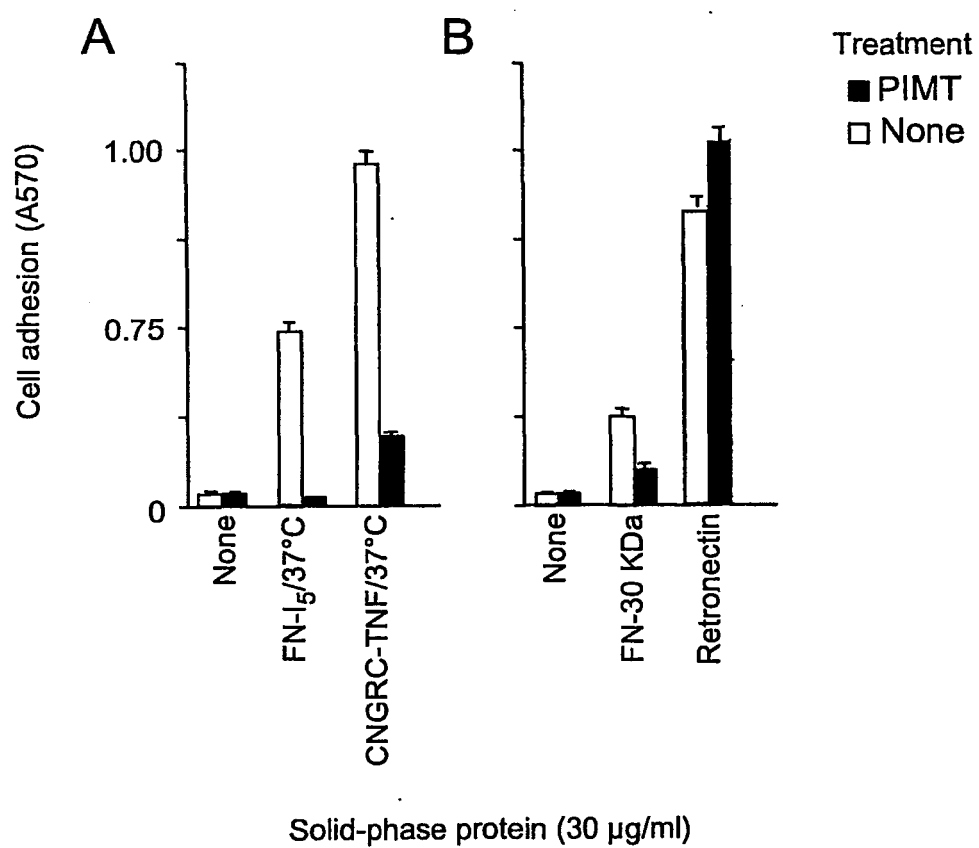 A
B
Treatment
PIMT
None
Cell adhesion (A570)
1.00
0.75
0
None
FN-I5/37°C
CNGRC-TNF/37°C
None
FN-30 KDa
Retronectin
Solid-phase protein (30 µg/ml)